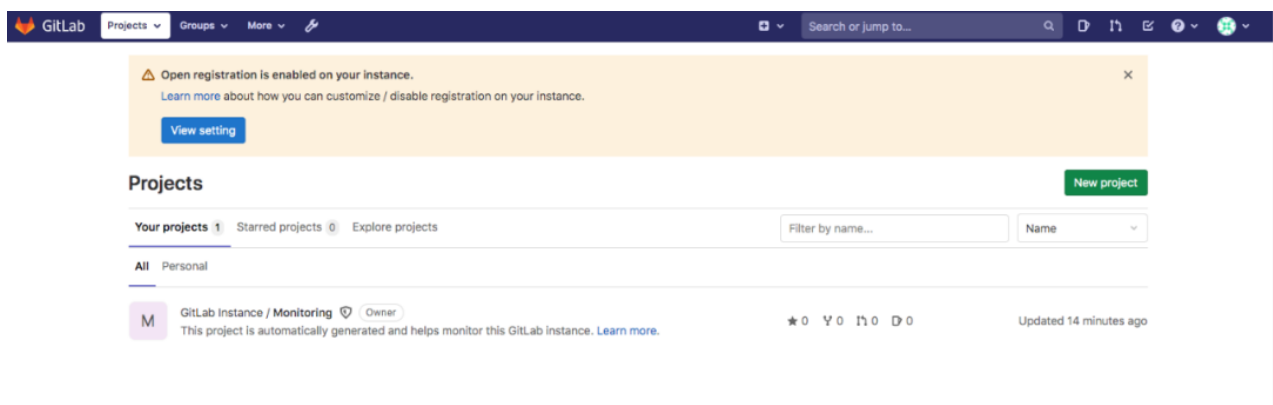 GitLab Projects Groups More Search or jump to...
Open registration is enabled on your instance.
Learn more about how you can customize / disable registration on your instance.
View setting
Projects
New project
Your projects 1 Starred projects 0 Explore projects Filter by name... Name
All Personal
M
GitLab Instance / Monitoring Owner
This project is automatically generated and helps monitor this GitLab instance. Learn more.
0 0 0 0 Updated 14 minutes ago